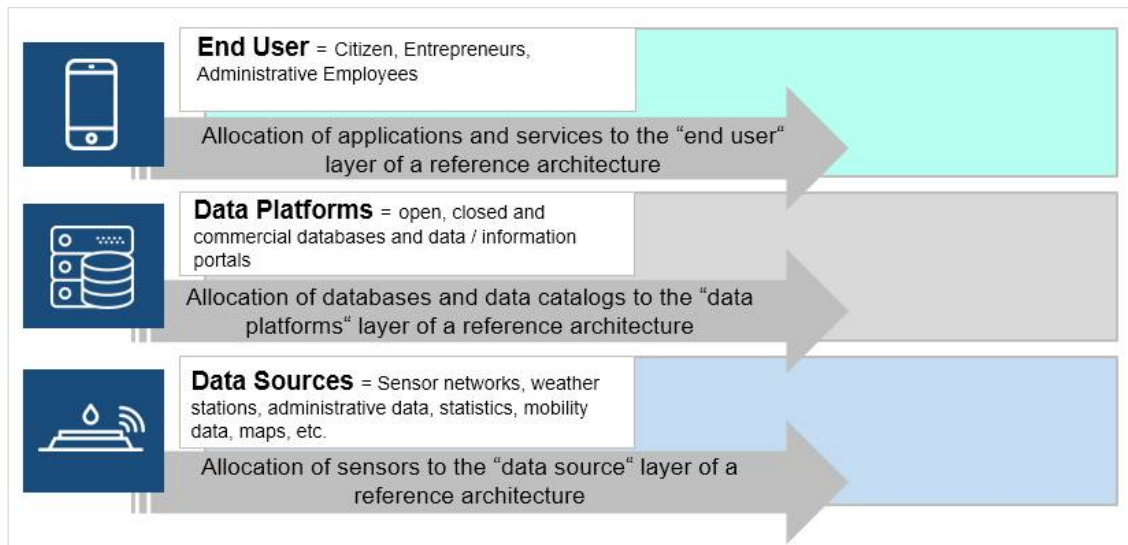 End User = Citizen, Entrepreneurs,
Administrative Employees
Allocation of applications and services to the “end user“
layer of a reference architecture
Data Platforms = open, closed and
commercial databases and data / information
portals
Allocation of databases and data catalogs to the “data
platforms“ layer of a reference architecture
Data Sources = Sensor networks, weather
stations, administrative data, statistics, mobility
data, maps, etc.
Allocation of sensors to the “data source“ layer of a
reference architecture